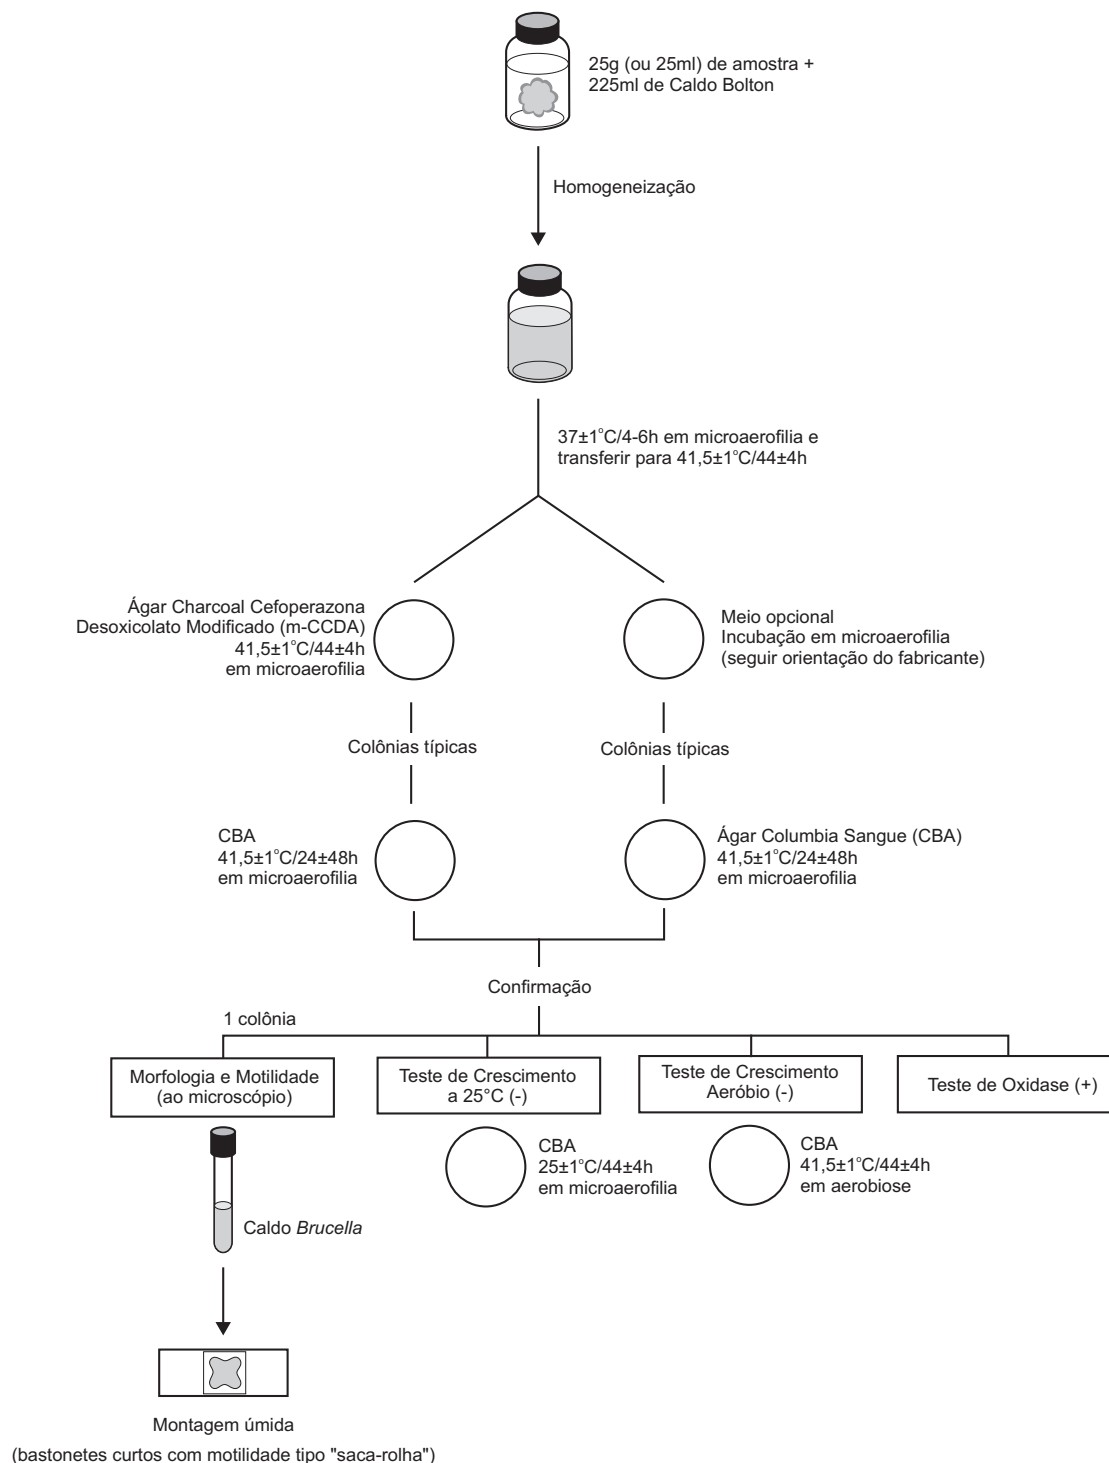 25g (ou 25ml) de amostra +
225ml de Caldo Bolton
Homogeneização
37±1°C/4-6h em microaerofilia e
transferir para 41,5±1°C/44±4h
Ágar Charcoal Cefoperazona
Desoxicolato Modificado (m-CCDA)
41,5±1°C/44±4h
em microaerofilia
Meio opcional
Incubação em microaerofilia
(seguir orientação do fabricante)
Colônias típicas
Colônias típicas
CBA
41,5±1°C/24±48h
em microaerofilia
Ágar Columbia Sangue (CBA)
41,5±1°C/24±48h
em microaerofilia
Confirmação
1 colônia
Morfologia e Motilidade
(ao microscópio)
Teste de Crescimento
a 25°C (-)
Teste de Crescimento
Aeróbio (-)
Teste de Oxidase (+)
CBA
25±1°C/44±4h
em microaerofilia
CBA
41,5±1°C/44±4h
em aerobiose
Caldo Brucella
Montagem úmida
(bastonetes curtos com motilidade tipo "saca-rolha")